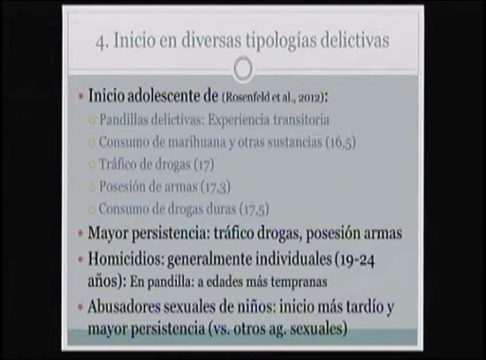 4. Inicio en diversas tipologías delictivas
• Inicio adolescente de (Rosenfeld et al., 2012):
○ Pandillas delictivas: Experiencia transitoria
○ Consumo de marihuana y otras sustancias (16,5)
○ Tráfico de drogas (17)
○ Posesión de armas (17,3)
○ Consumo de drogas duras (17,5)
• Mayor persistencia: tráfico drogas, posesión armas
• Homicidios: generalmente individuales (19-24
años): En pandilla: a edades más tempranas
• Abusadores sexuales de niños: inicio más tardío y
mayor persistencia (vs. otros ag. sexuales)